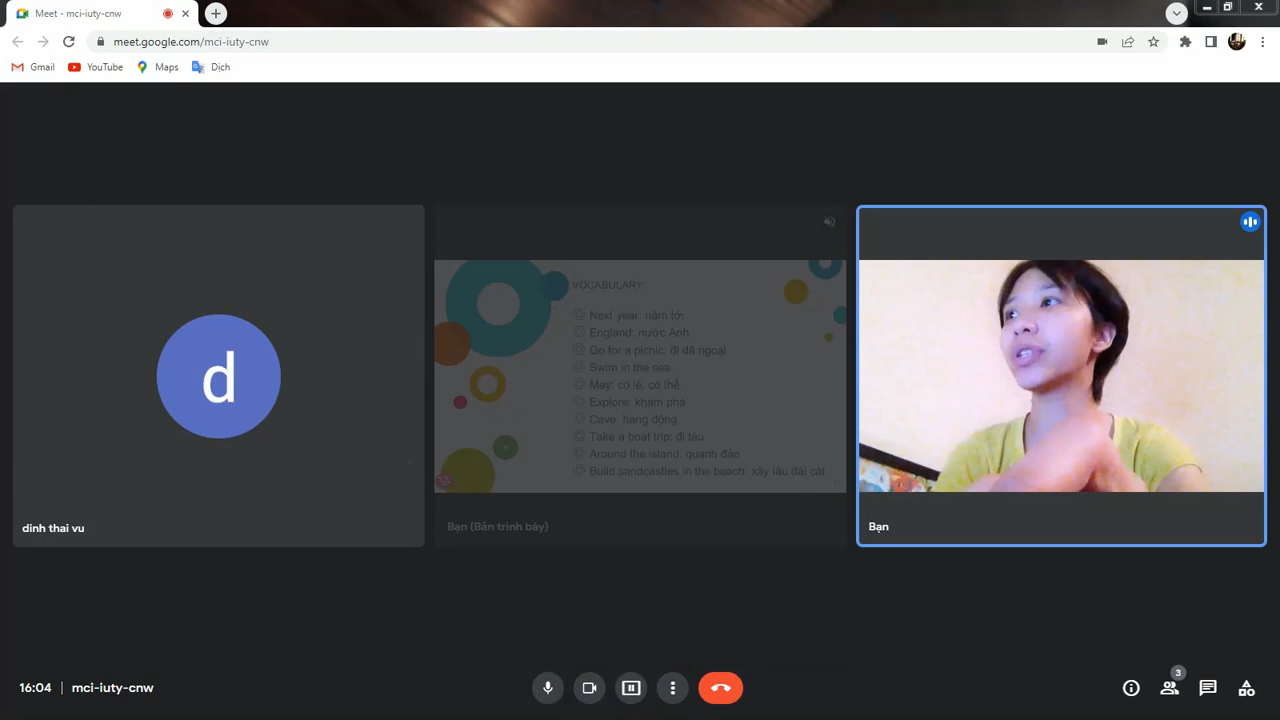 Meet - mci-iuty-cnw
meet.google.com/mci-iuty-cnw
Gmail YouTube Maps Dịch
d
dinh thai vu
VOCABULARY:
Next year: năm tới
England: nước Anh
Go for a picnic: đi dã ngoại
Swim in the sea
May: có lẽ, có thể
Explore: khám phá
Cave: hang động
Take a boat trip: đi tàu
Around the island: quanh đảo
Build sandcastles in the beach: xây lâu đài cát
Bạn (Bản trình bày)
Bạn
16:04 | mci-iuty-cnw
3